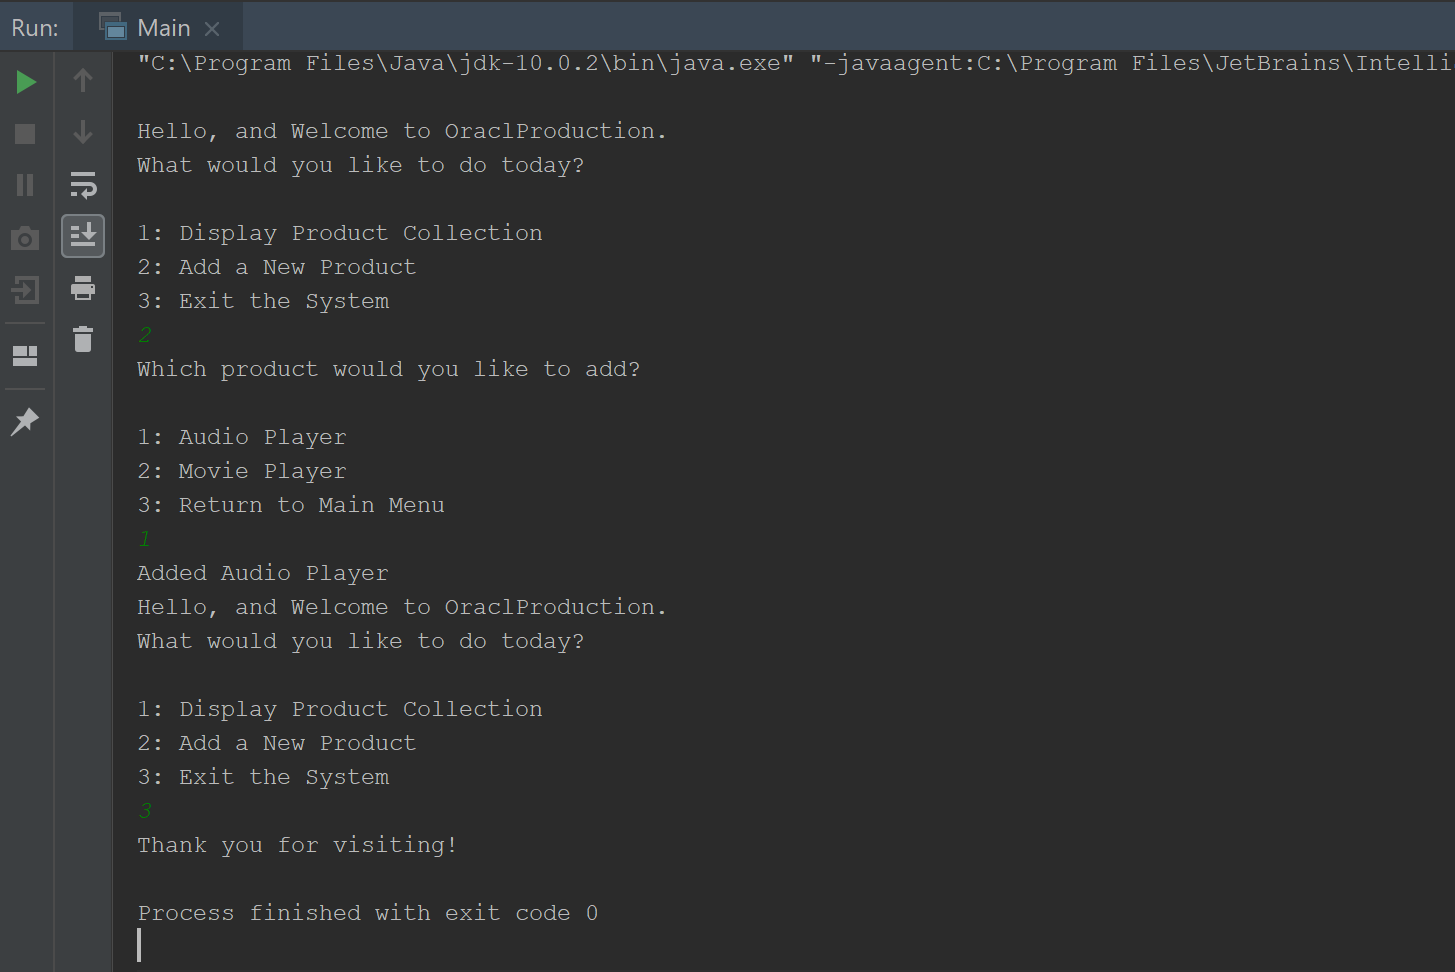 Run: Main
"C:\Program Files\Java\jdk-10.0.2\bin\java.exe" "-javaagent:C:\Program Files\JetBrains\Intelli
Hello, and Welcome to OraclProduction.
What would you like to do today?
1: Display Product Collection
2: Add a New Product
3: Exit the System
2
Which product would you like to add?
1: Audio Player
2: Movie Player
3: Return to Main Menu
1
Added Audio Player
Hello, and Welcome to OraclProduction.
What would you like to do today?
1: Display Product Collection
2: Add a New Product
3: Exit the System
3
Thank you for visiting!
Process finished with exit code 0